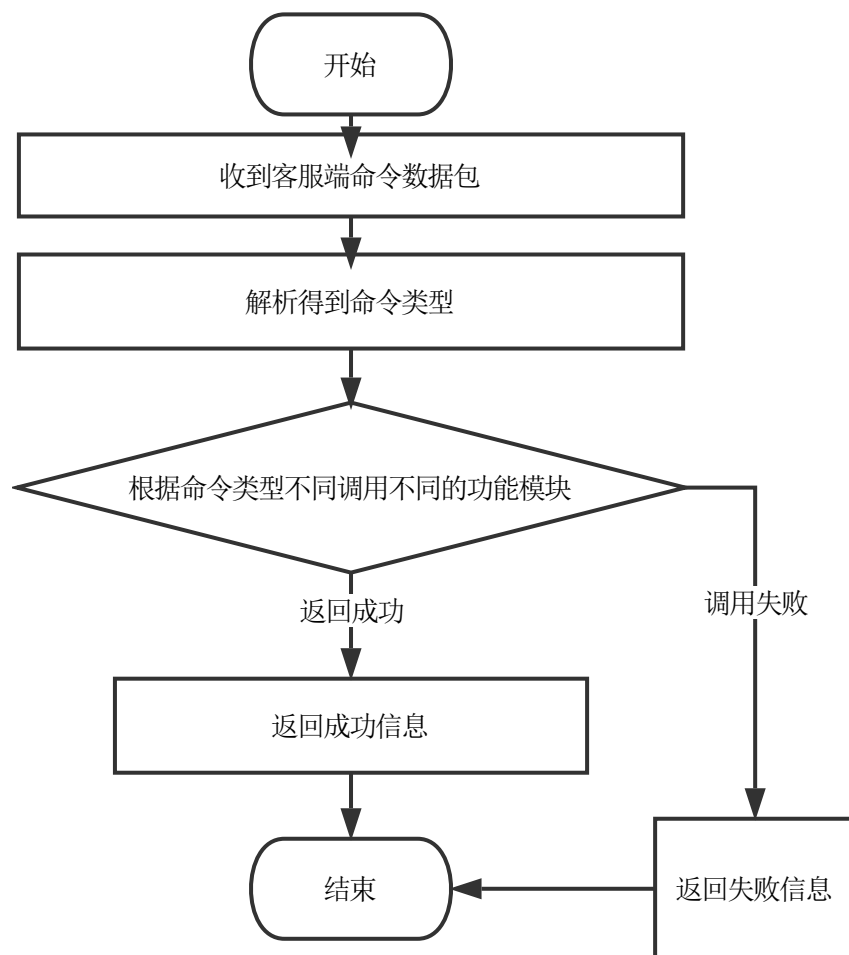 开始
收到客服端命令数据包
解析得到命令类型
根据命令类型不同调用不同的功能模块
返回成功
调用失败
返回成功信息
结束
返回失败信息